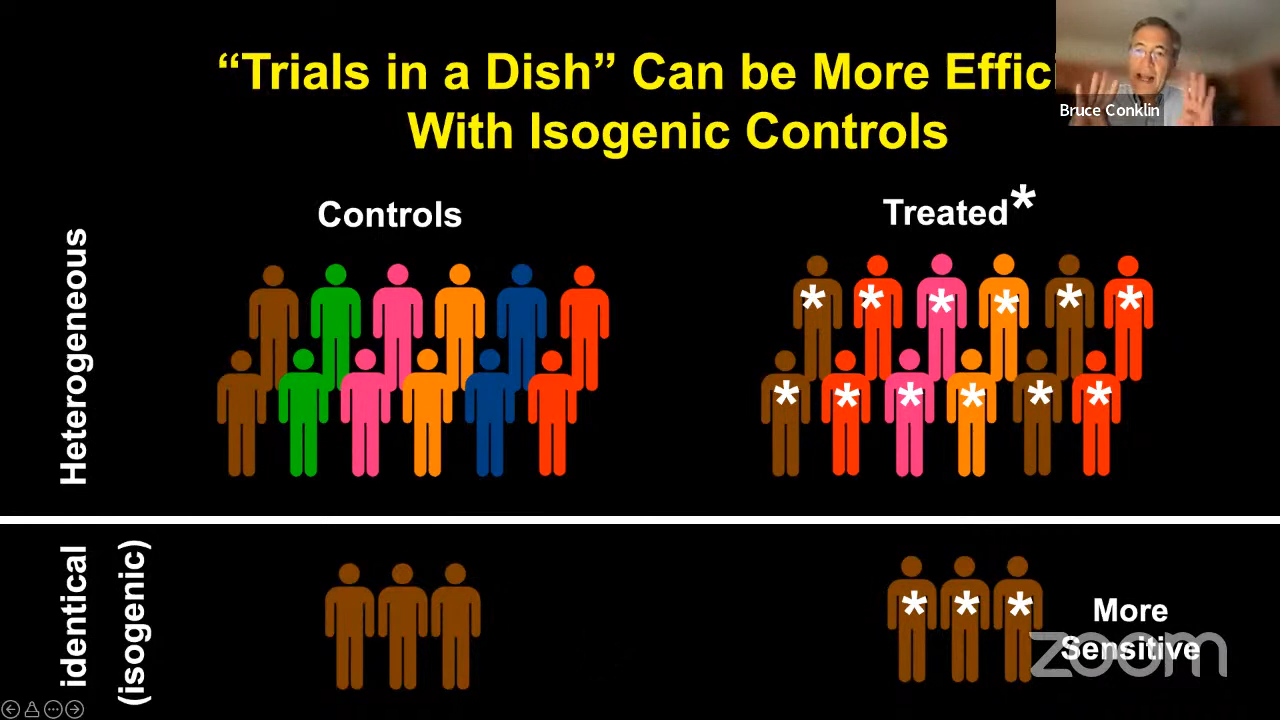 “Trials in a Dish” Can be More Effici
With Isogenic Controls
Bruce Conklin
Controls
Treated*
Heterogeneous
* * * * * *
* * * * * *
identical
(isogenic)
* * *
More
Sensitive
zoom